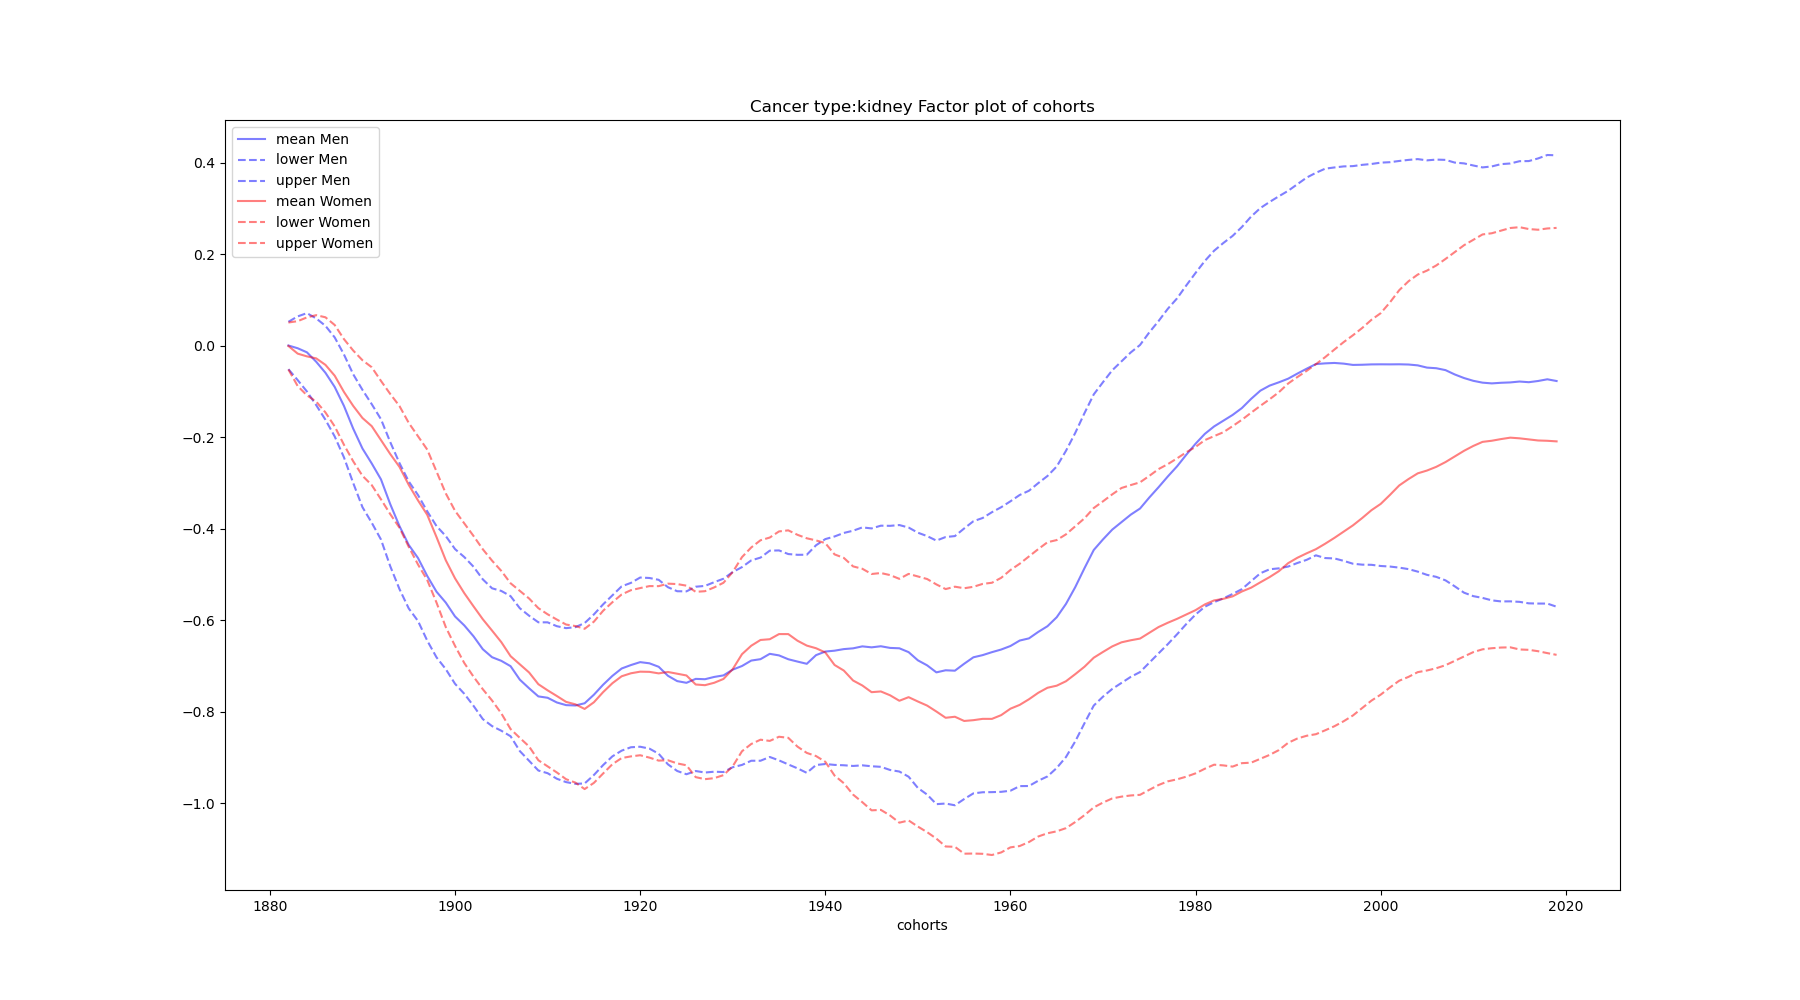 Cancer type:kidney Factor plot of cohorts
mean Men
lower Men
upper Men
mean Women
lower Women
upper Women
0.4
0.2
0.0
−0.2
−0.4
−0.6
−0.8
−1.0
1880 1900 1920 1940 1960 1980 2000 2020
cohorts